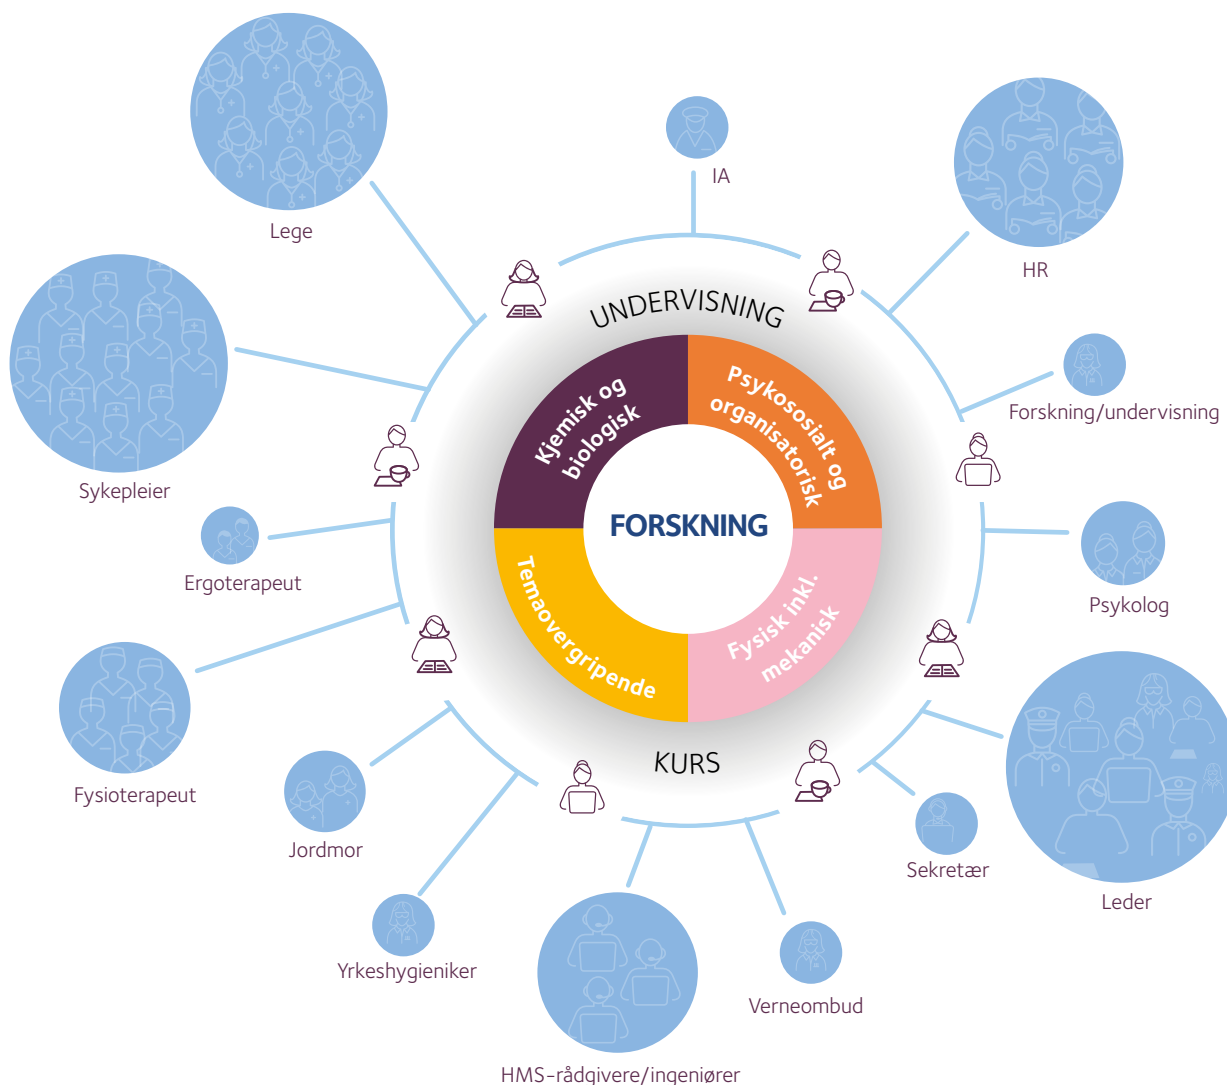 IA
Lege
HR
UNDERVISNING
Kjemisk og
biologisk
Psykososialt og
organisatorisk
Forskning/undervisning
Sykepleier
FORSKNING
Ergoterapeut
Psykolog
Temaovergripende
Fysisk inkl.
mekanisk
KURS
Fysioterapeut
Jordmor
Sekretær
Leder
Yrkeshygieniker
Verneombud
HMS-rådgivere/ingeniører